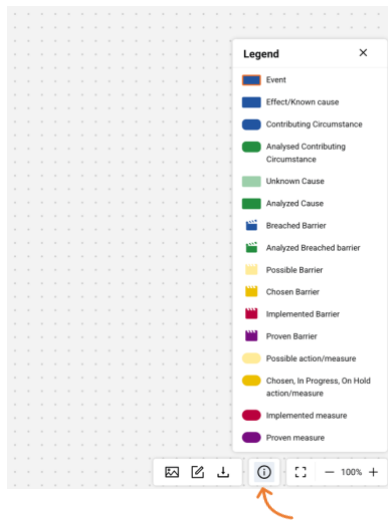 Legend
Event
Effect/Known cause
Contributing Circumstance
Analysed Contributing
Circumstance
Unknown Cause
Analyzed Cause
Breached Barrier
Analyzed Breached barrier
Possible Barrier
Chosen Barrier
Implemented Barrier
Proven Barrier
Possible action/measure
Chosen, In Progress, On Hold
action/measure
Implemented measure
Proven measure
100%